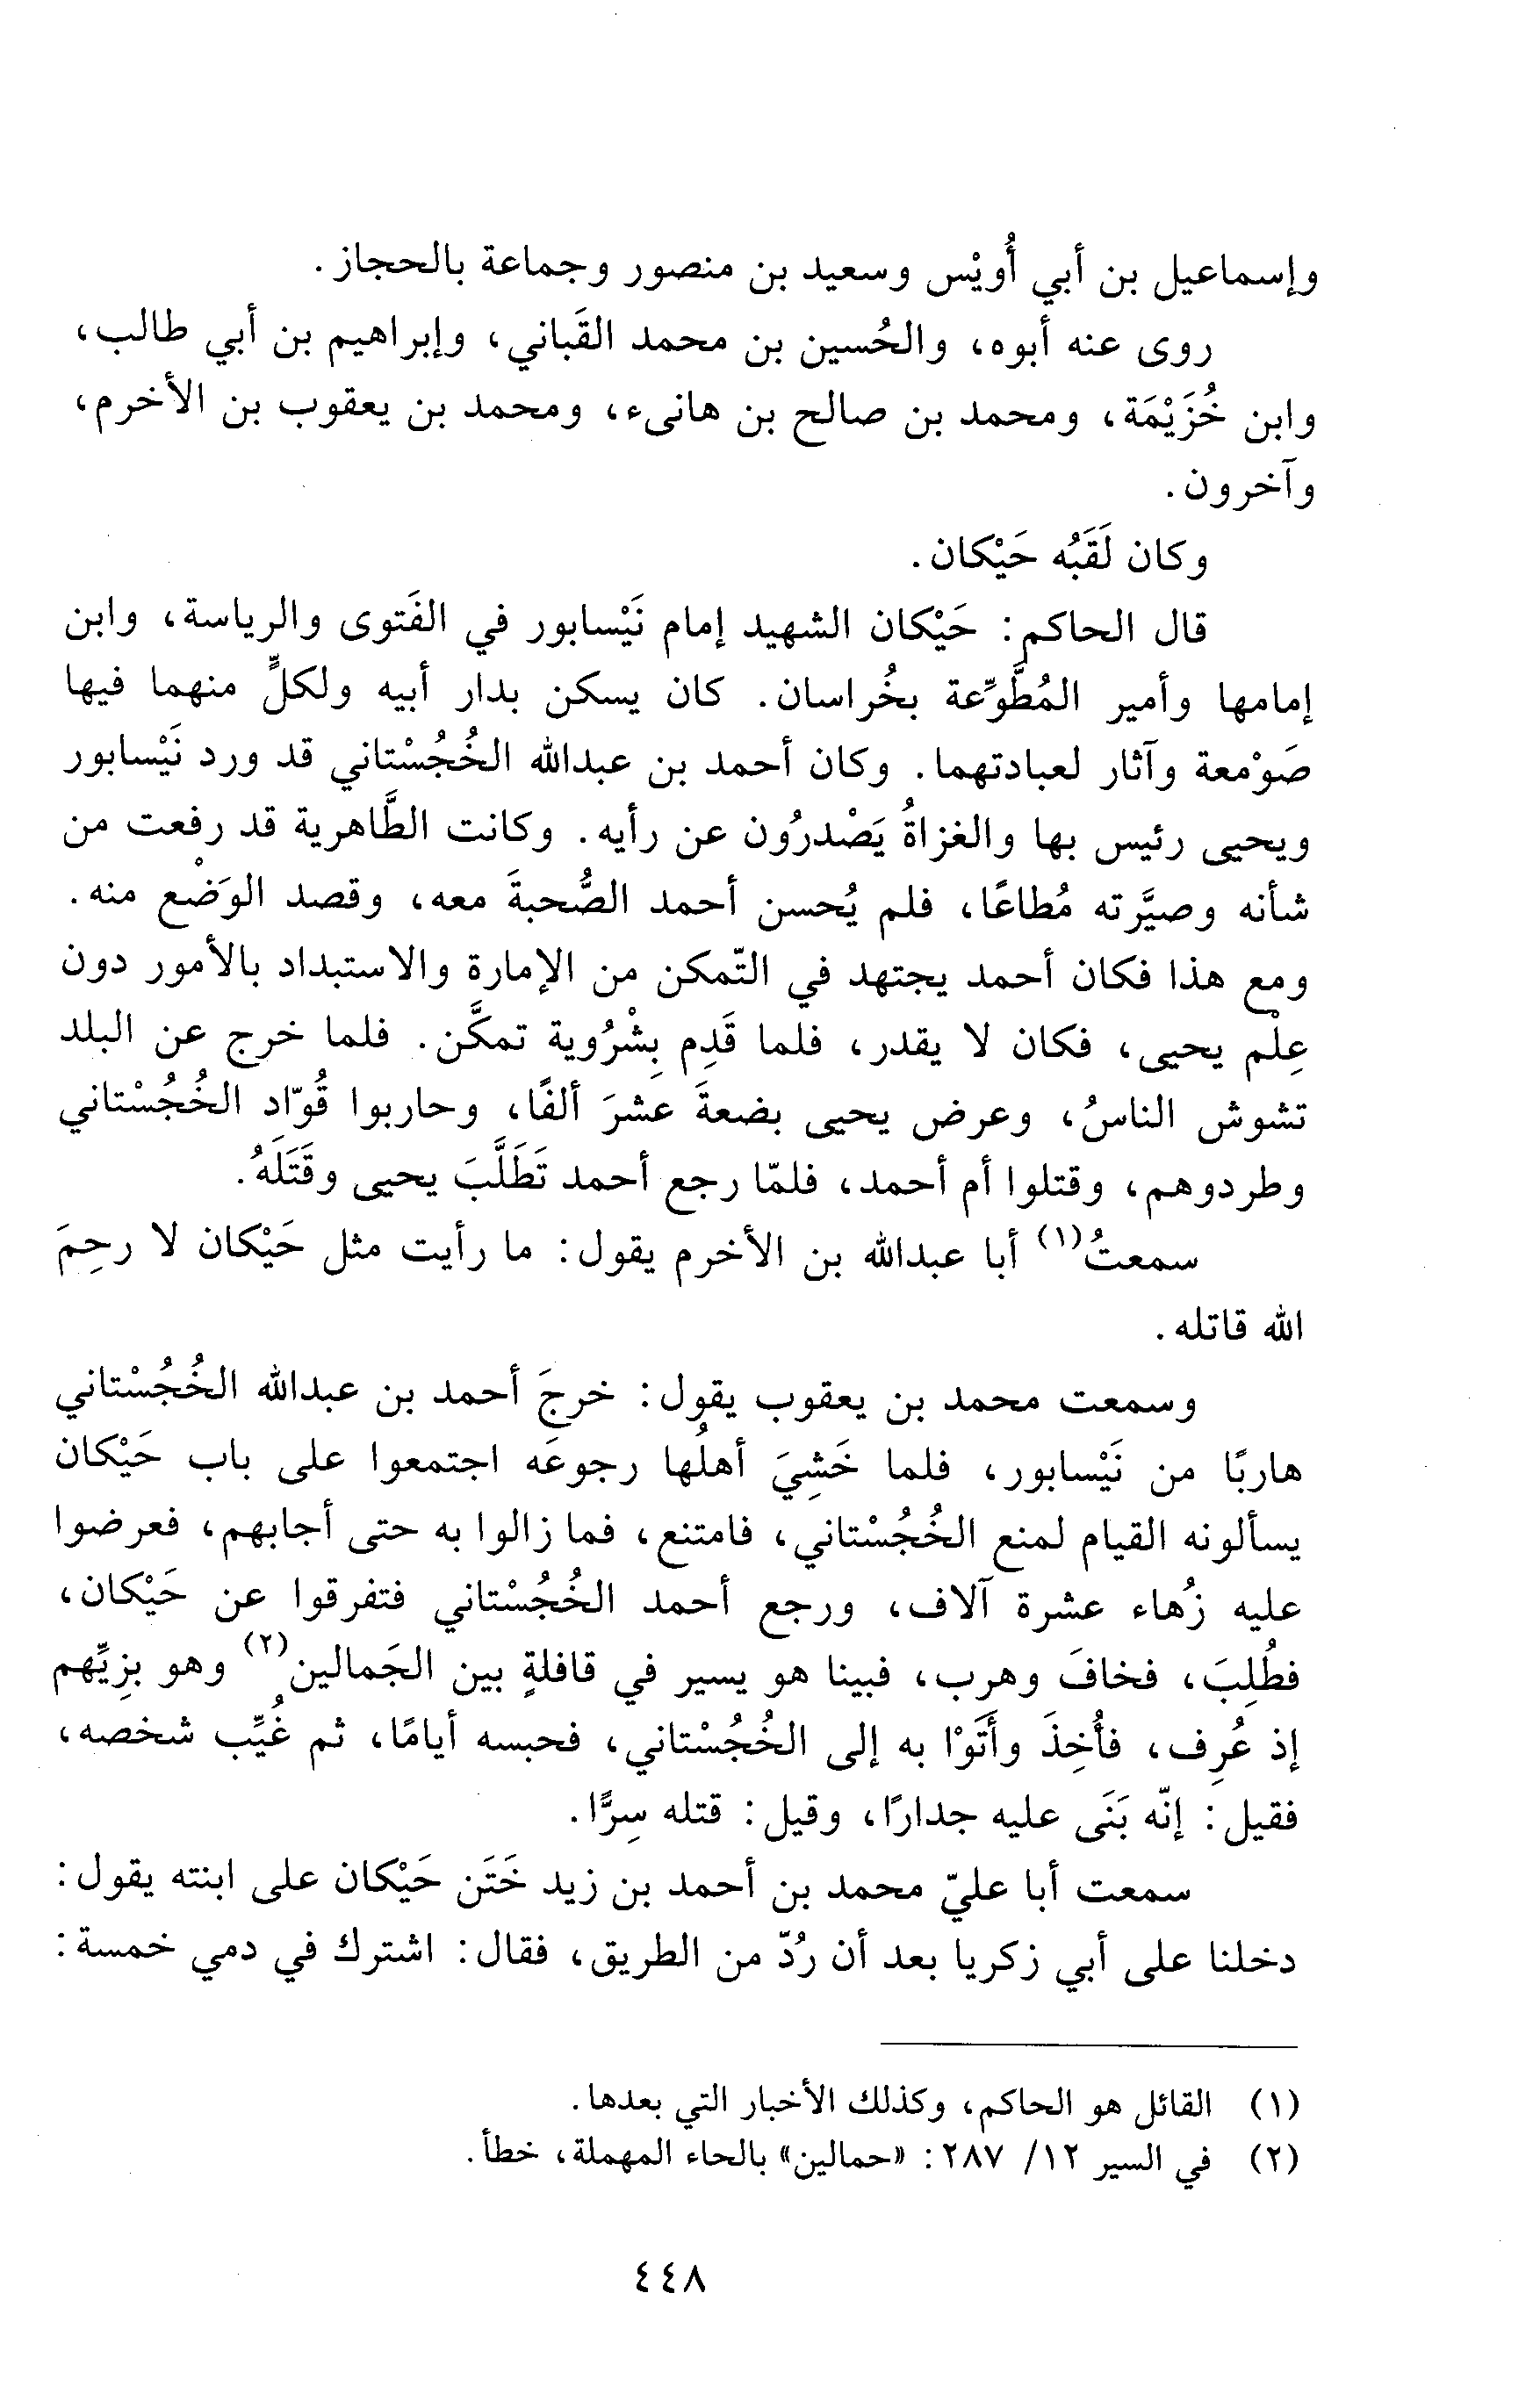 وإسماعيل بن أبي أُويْس وسعيد بن منصور وجماعة بالحجاز.
روى عنه أبوه، والحُسين بن محمد القَباني، وإبراهيم بن أبي طالب،
وابن خُزَيْمَة، ومحمد بن صالح بن هانىء، ومحمد بن يعقوب بن الأخرم،
وآخرون.
وكان لَقَبُه حَيْكان.
قال الحاكم: حَيْكان الشهيد إمام نَيْسابور في الفَتوى والرياسة، وابن
إمامها وأمير المُطَّوِّعة بخُراسان. كان يسكن بدار أبيه ولكلٍّ منهما فيها
صَوْمعة وآثار لعبادتهما. وكان أحمد بن عبدالله الخُجُسْتاني قد ورد نَيْسابور
ويحيى رئيس بها والغزاةُ يَصْدرُون عن رأيه. وكانت الطَّاهرية قد رفعت من
شأنه وصيَّرته مُطاعًا، فلم يُحسن أحمد الصُّحبةَ معه، وقصد الوَضْع منه.
ومع هذا فكان أحمد يجتهد في التّمكن من الإمارة والاستبداد بالأمور دون
عِلْم يحيى، فكان لا يقدر، فلما قَدِم بِشْرُوية تمكَّن. فلما خرج عن البلد
تشوش الناسُ، وعرض يحيى بضعةَ عشرَ ألفًا، وحاربوا قُوّاد الخُجُسْتاني
وطردوهم، وقتلوا أم أحمد، فلمّا رجع أحمد تَطَلَّبَ يحيى وقَتَلَهُ.
سمعتُ(١) أبا عبدالله بن الأخرم يقول: ما رأيت مثل حَيْكان لا رحِمَ
الله قاتله.
وسمعت محمد بن يعقوب يقول: خرجَ أحمد بن عبدالله الخُجُسْتاني
هاربًا من نَيْسابور، فلما خَشِيَ أهلُها رجوعَه اجتمعوا على باب حَيْكان
يسألونه القيام لمنع الخُجُسْتاني، فامتنع، فما زالوا به حتى أجابهم، فعرضوا
عليه زُهاء عشرة آلاف، ورجع أحمد الخُجُسْتاني فتفرقوا عن حَيْكان،
فطُلِبَ، فخافَ وهرب، فبينا هو يسير في قافلةٍ بين الجَمالين(٢) وهو بزِيِّهم
إذ عُرِف، فأُخِذَ وأَتَوْا به إلى الخُجُسْتاني، فحبسه أيامًا، ثم غُيِّب شخصه،
فقيل: إنّه بَنَى عليه جدارًا، وقيل: قتله سِرًّا.
سمعت أبا عليّ محمد بن أحمد بن زيد خَتَن حَيْكان على ابنته يقول:
دخلنا على أبي زكريا بعد أن رُدّ من الطريق، فقال: اشترك في دمي خمسة:
(١) القائل هو الحاكم، وكذلك الأخبار التي بعدها.
(٢) في السير ١٢/ ٢٨٧: «حمالين» بالحاء المهملة، خطأ.
٤٤٨